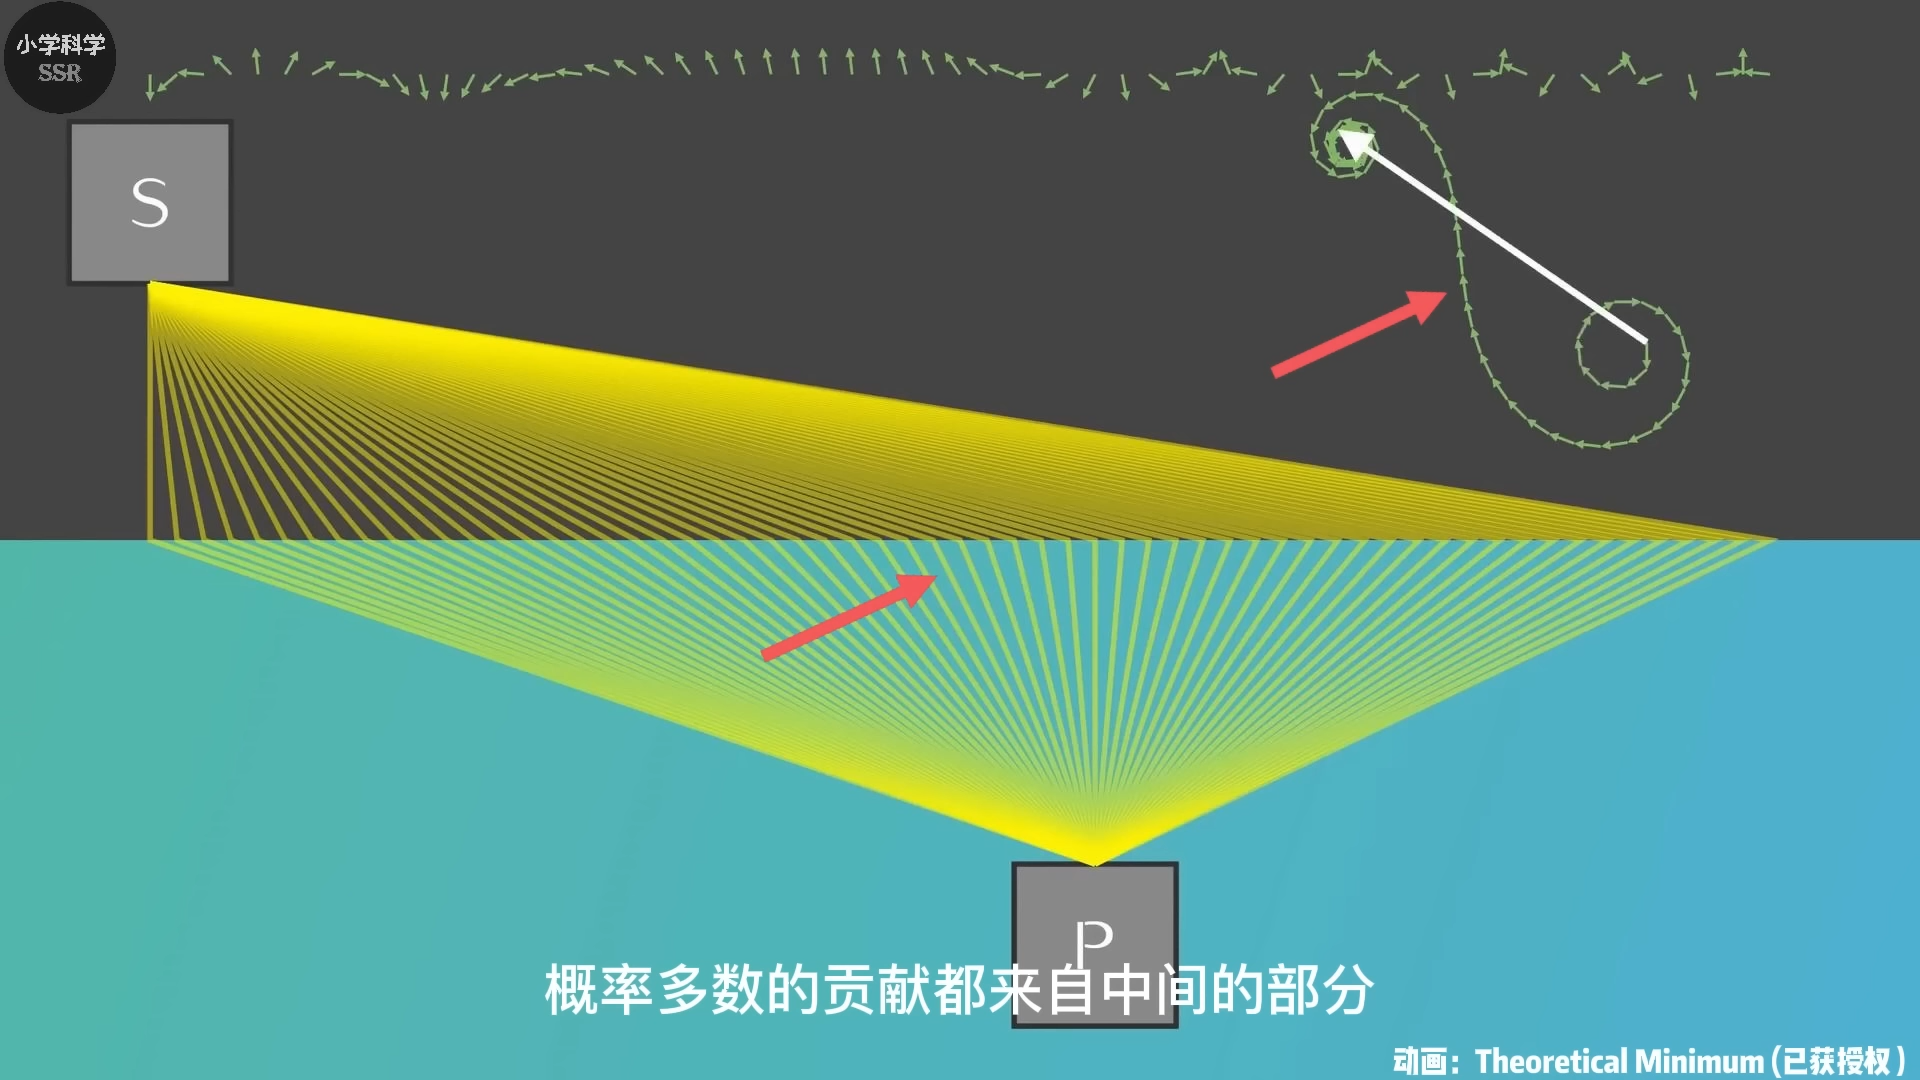 小学科学
SSR
S
P
概率多数的贡献都来自中间的部分
动画：Theoretical Minimum (已获授权)